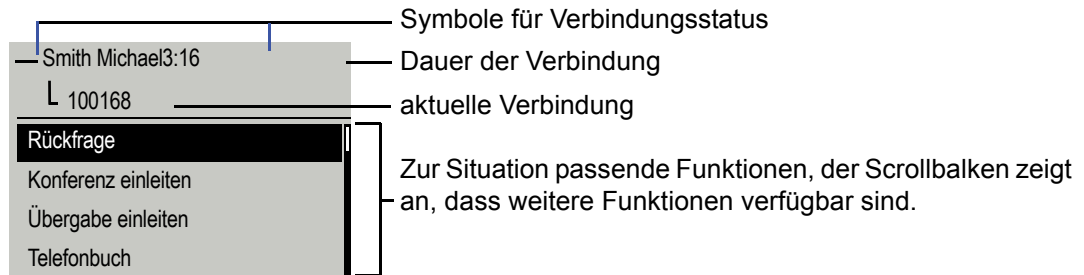 Symbole für Verbindungsstatus
Smith Michael3:16
Dauer der Verbindung
100168
aktuelle Verbindung
Rückfrage
Konferenz einleiten
Übergabe einleiten
Telefonbuch
Zur Situation passende Funktionen, der Scrollbalken zeigt
an, dass weitere Funktionen verfügbar sind.